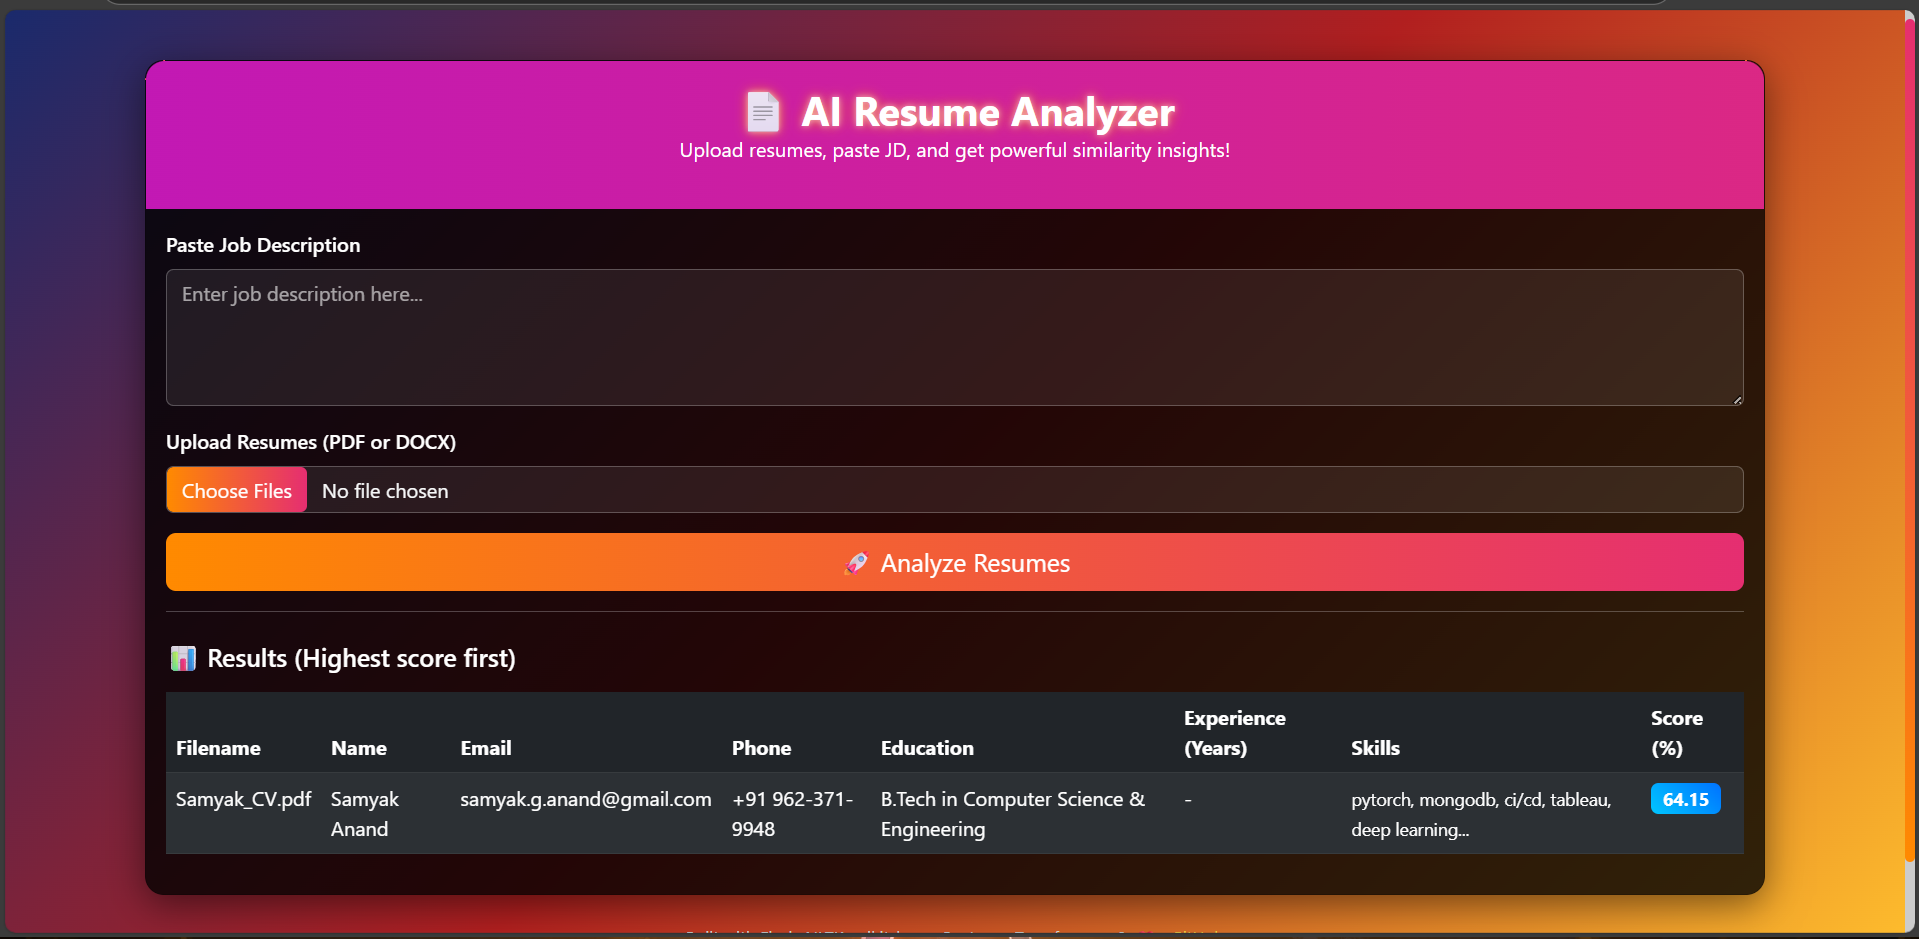 AI Resume Analyzer
Upload resumes, paste JD, and get powerful similarity insights!
Paste Job Description
Enter job description here...
Upload Resumes (PDF or DOCX)
Choose Files No file chosen
Analyze Resumes
Results (Highest score first)
Filename Name Email Phone Education Experience (Years) Skills Score (%)
Samyak_CV.pdf Samyak samyak.g.anand@gmail.com +91 962-371- B.Tech in Computer Science & - pytorch, mongodb, ci/cd, tableau, 64.15
Anand 9948 Engineering deep learning...